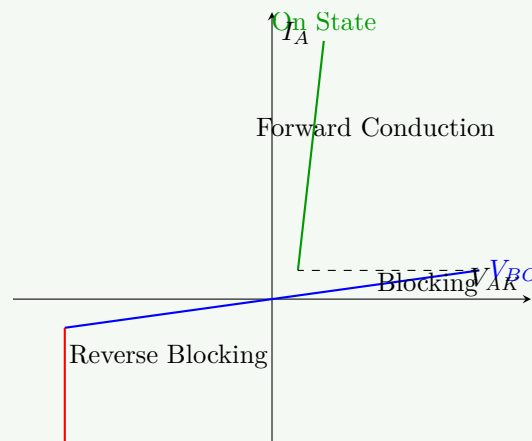 On State
I_A
Forward Conduction
V_BO
Blocking
V_AK
Reverse Blocking